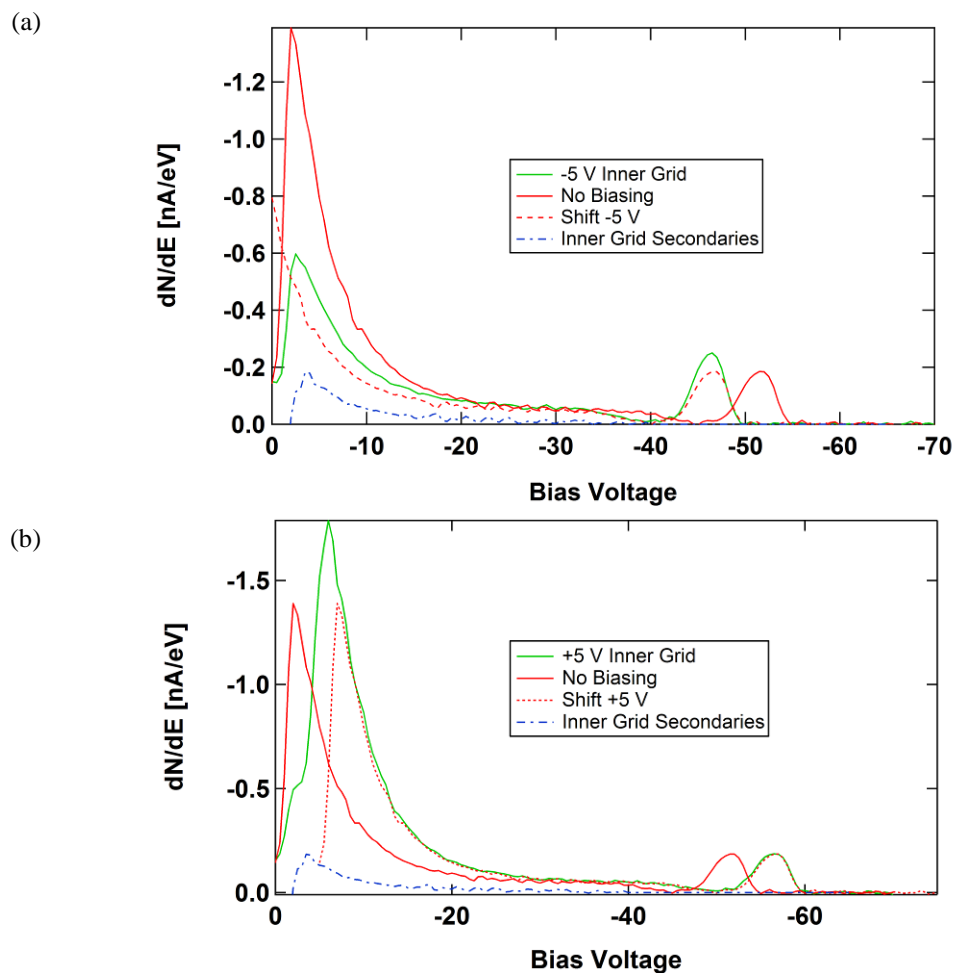 (a)
dN/dE [nA/eV]
-1.2
-1.0
-0.8
-0.6
-0.4
-0.2
0.0
-5 V Inner Grid
No Biasing
Shift -5 V
Inner Grid Secondaries
0 -10 -20 -30 -40 -50 -60 -70
Bias Voltage
(b)
dN/dE [nA/eV]
-1.5
-1.0
-0.5
0.0
+5 V Inner Grid
No Biasing
Shift +5 V
Inner Grid Secondaries
0 -20 -40 -60
Bias Voltage